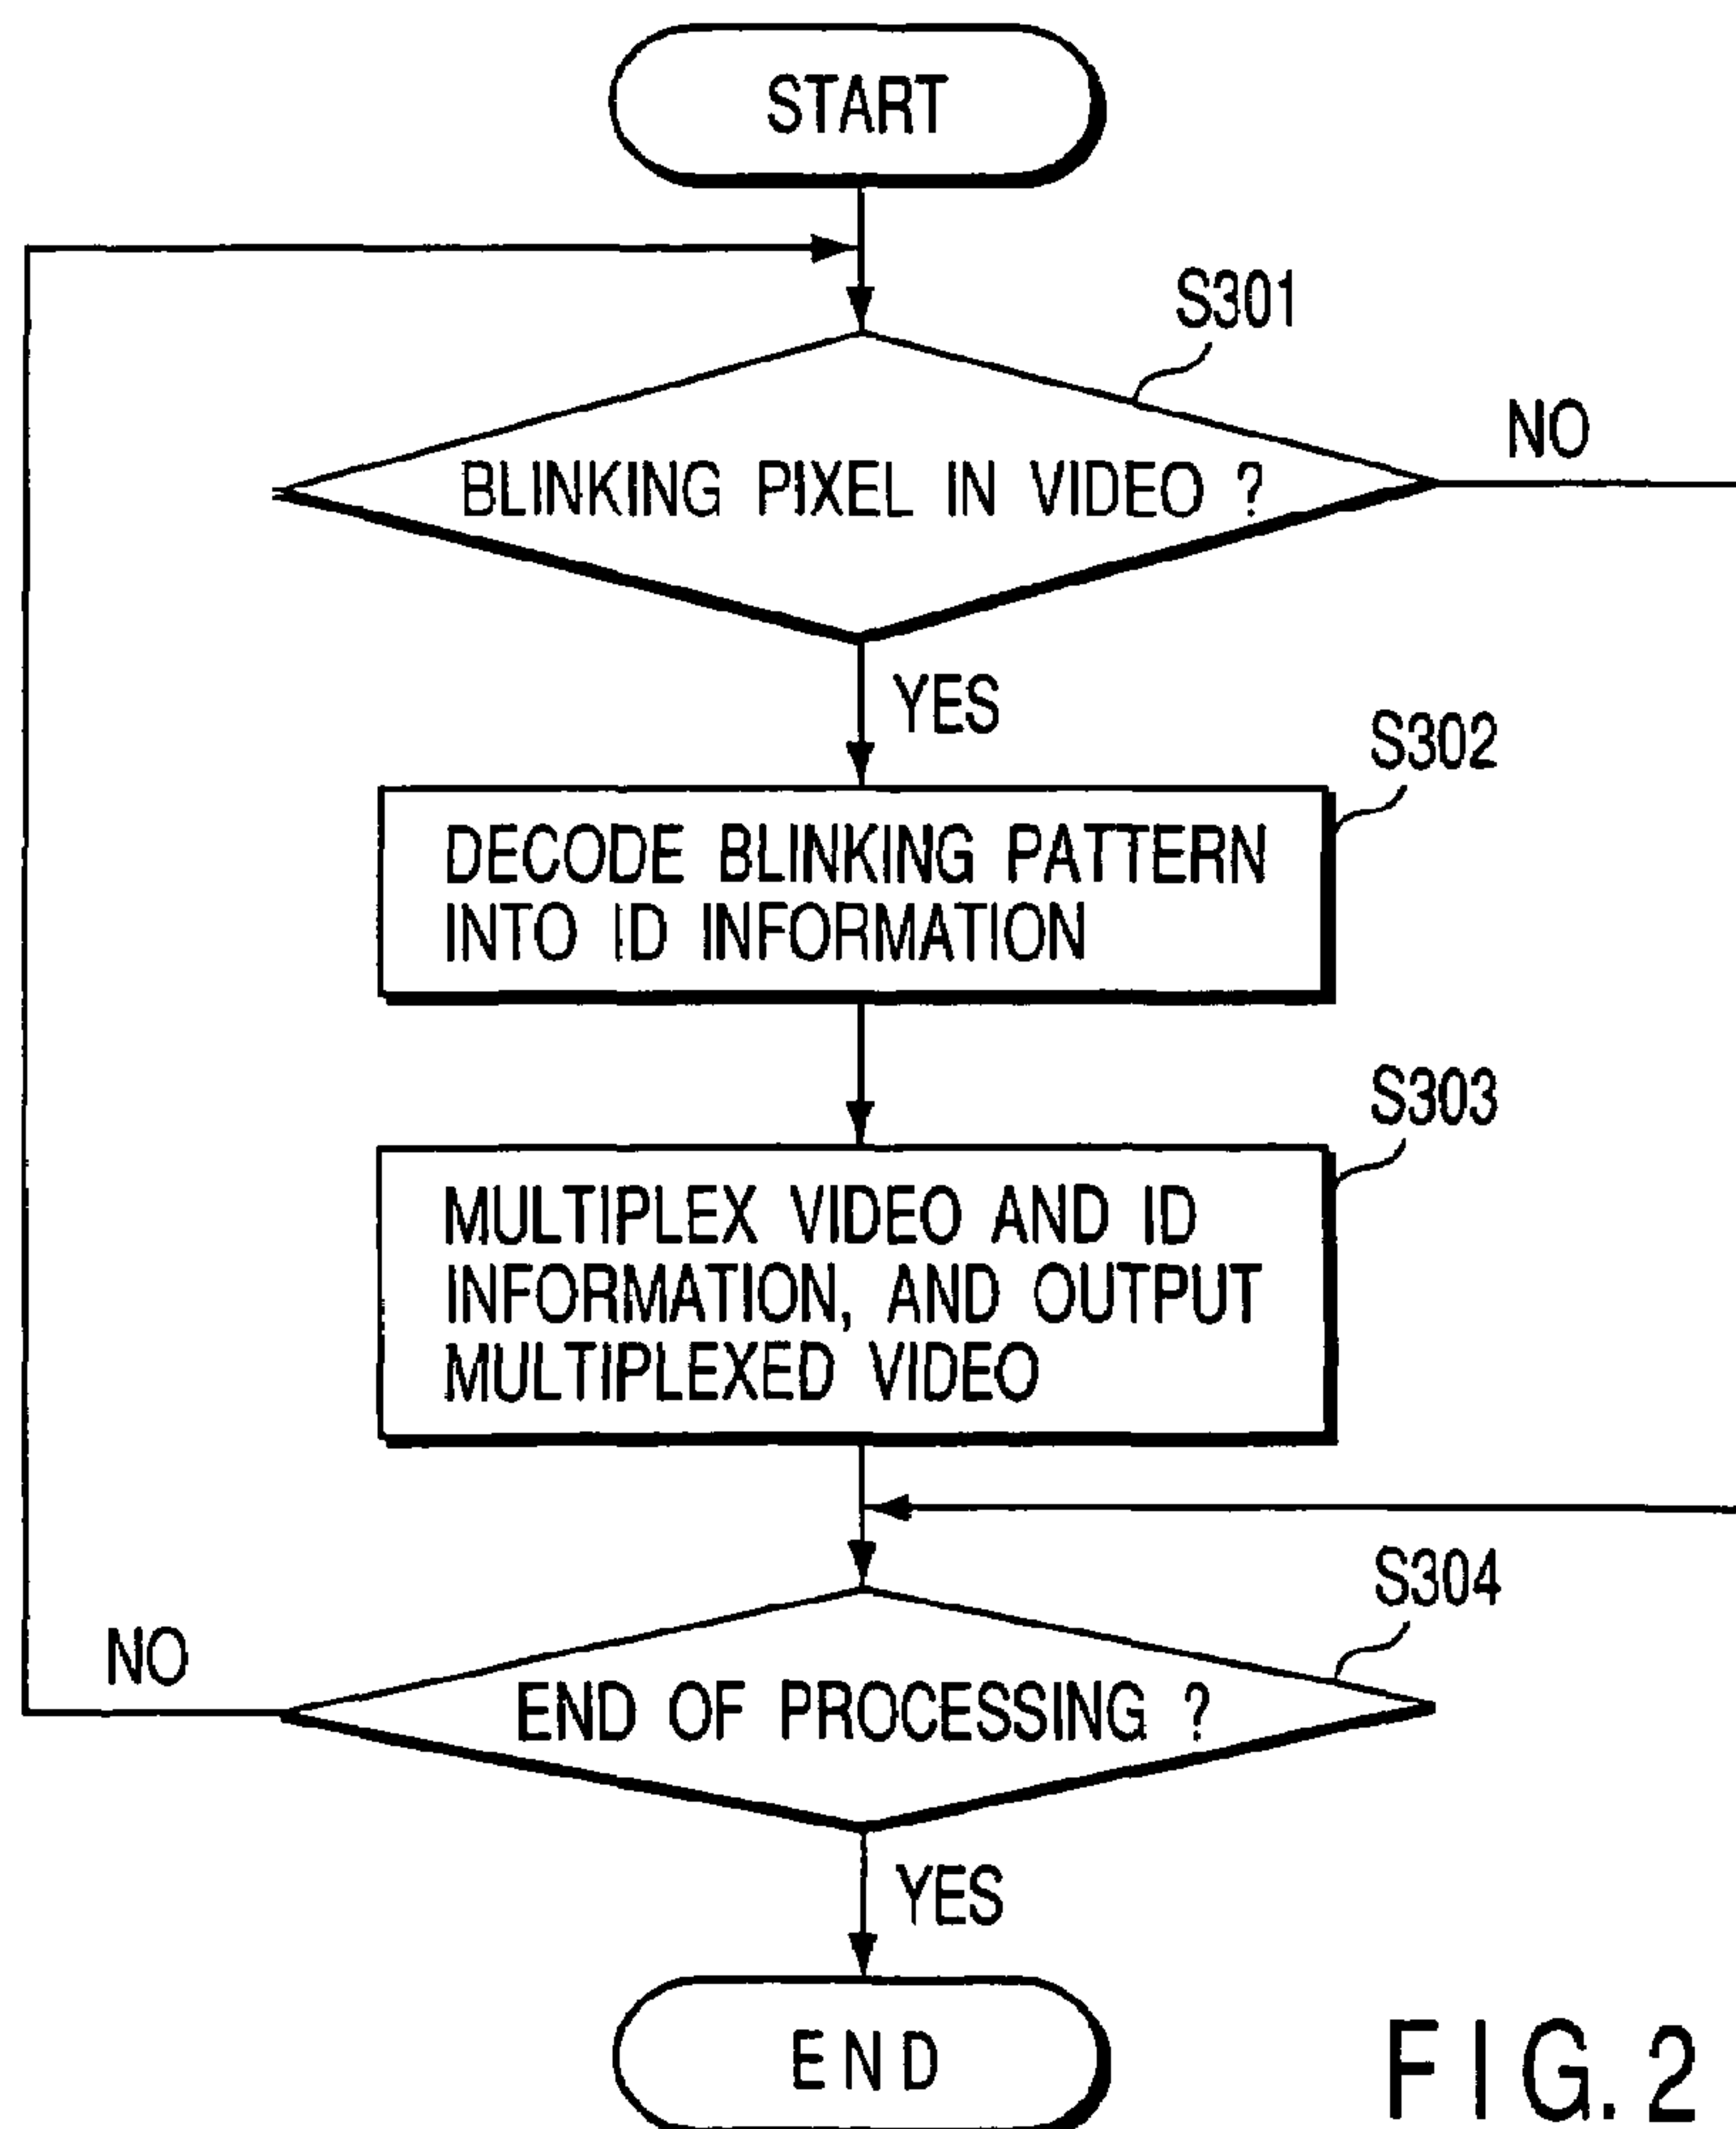 START
S301
BLINKING PIXEL IN VIDEO ?
NO
YES
S302
DECODE BLINKING PATTERN
INTO ID INFORMATION
S303
MULTIPLEX VIDEO AND ID
INFORMATION, AND OUTPUT
MULTIPLEXED VIDEO
S304
NO
END OF PROCESSING ?
YES
END
FIG. 2